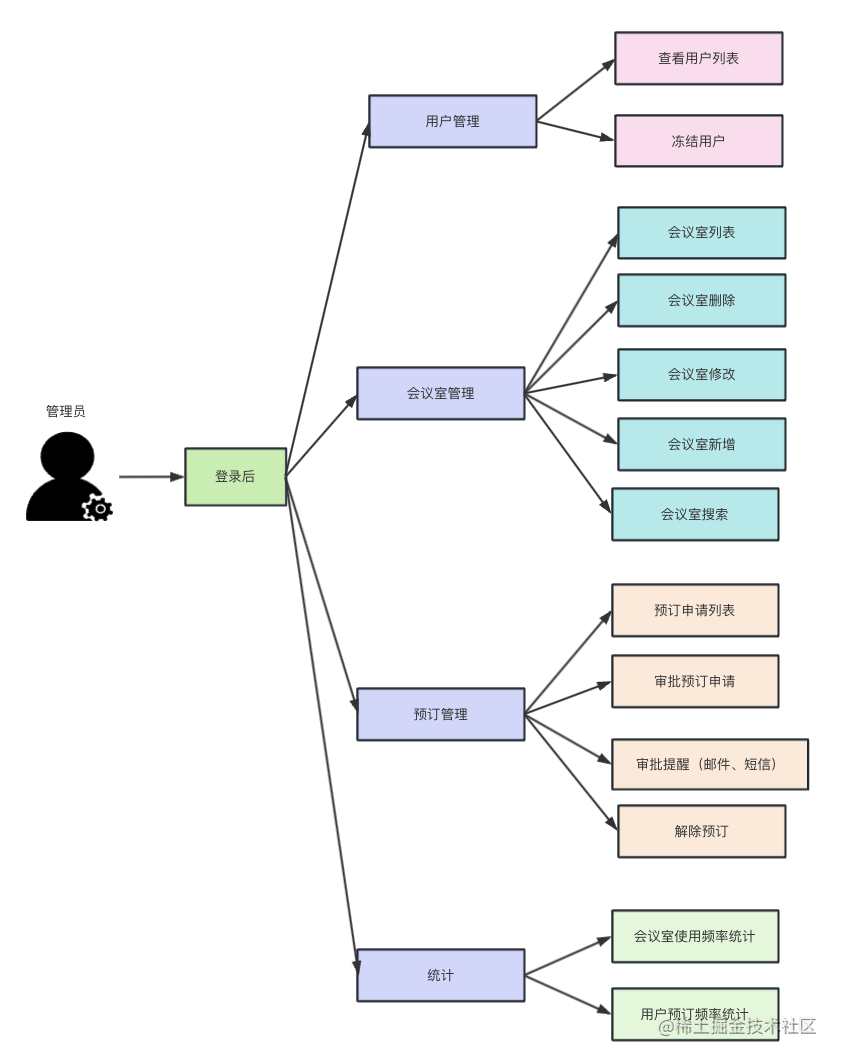 管理员
登录后
用户管理
查看用户列表
冻结用户
会议室管理
会议室列表
会议室删除
会议室修改
会议室新增
会议室搜索
预订管理
预订申请列表
审批预订申请
审批提醒（邮件、短信）
解除预订
统计
会议室使用频率统计
用户预订频率统计
@稀土掘金技术社区